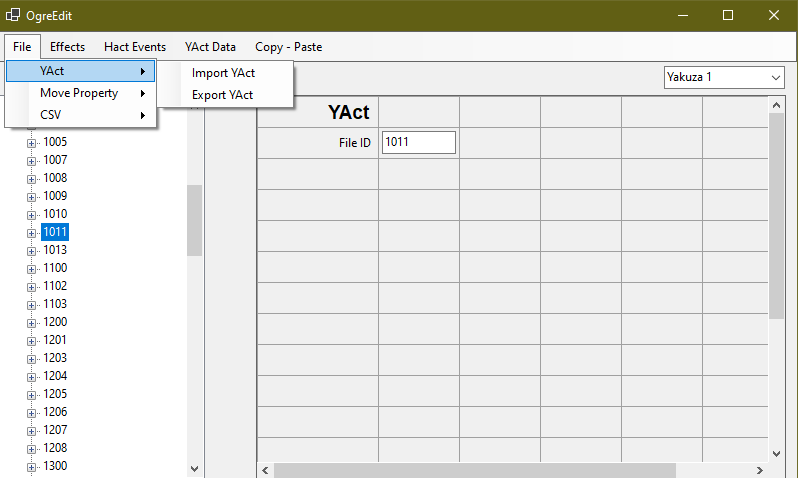 OgreEdit
File Effects Hact Events YAct Data Copy - Paste
YAct
Move Property
CSV
Import YAct
Export YAct
Yakuza 1
1005
1007
1008
1009
1010
1011
1013
1100
1102
1103
1200
1201
1203
1204
1205
1206
1207
1208
1300
YAct
File ID 1011